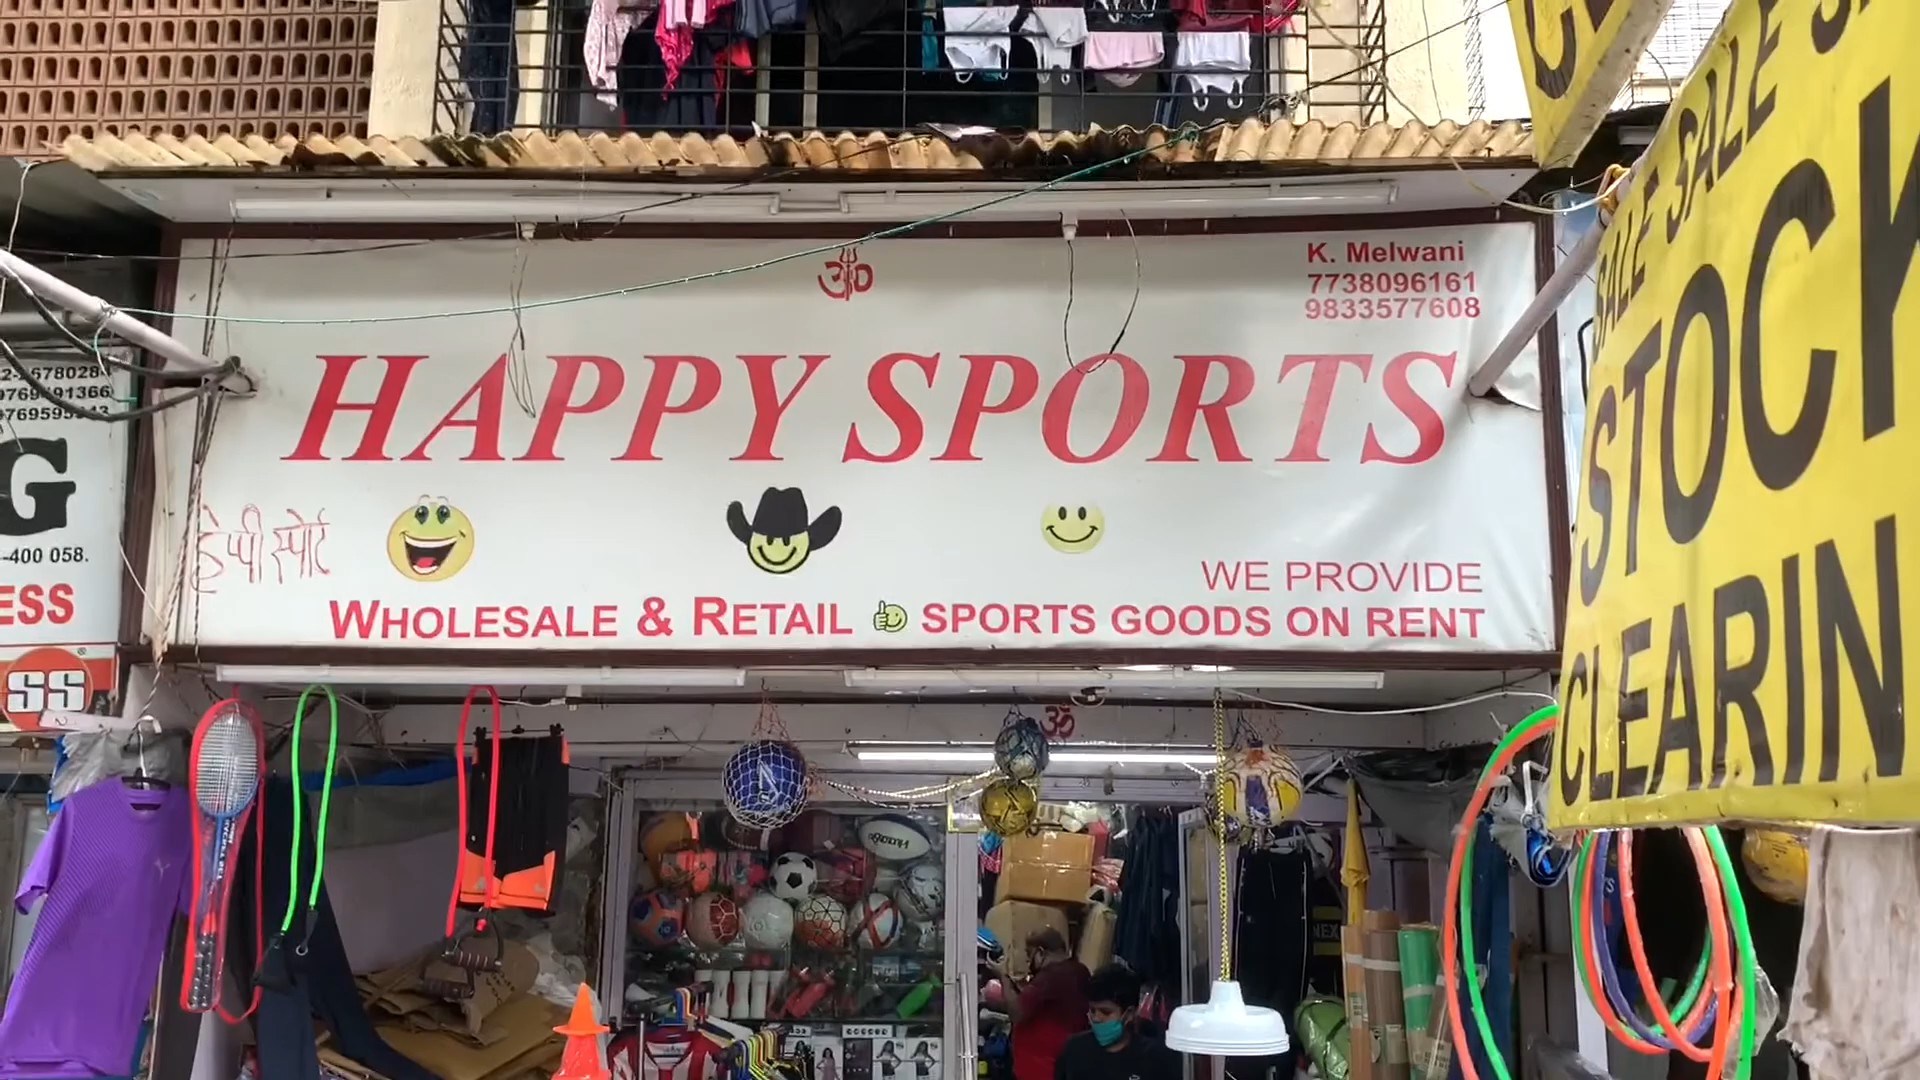 K. Melwani
7738096161
9833577608
HAPPY SPORTS
हेप्पी स्पोर्ट
WE PROVIDE
WHOLESALE & RETAIL
SPORTS GOODS ON RENT
G
-400 058.
ESS
SS
SALE SALE SALE
STOCK
CLEARIN
ॐ